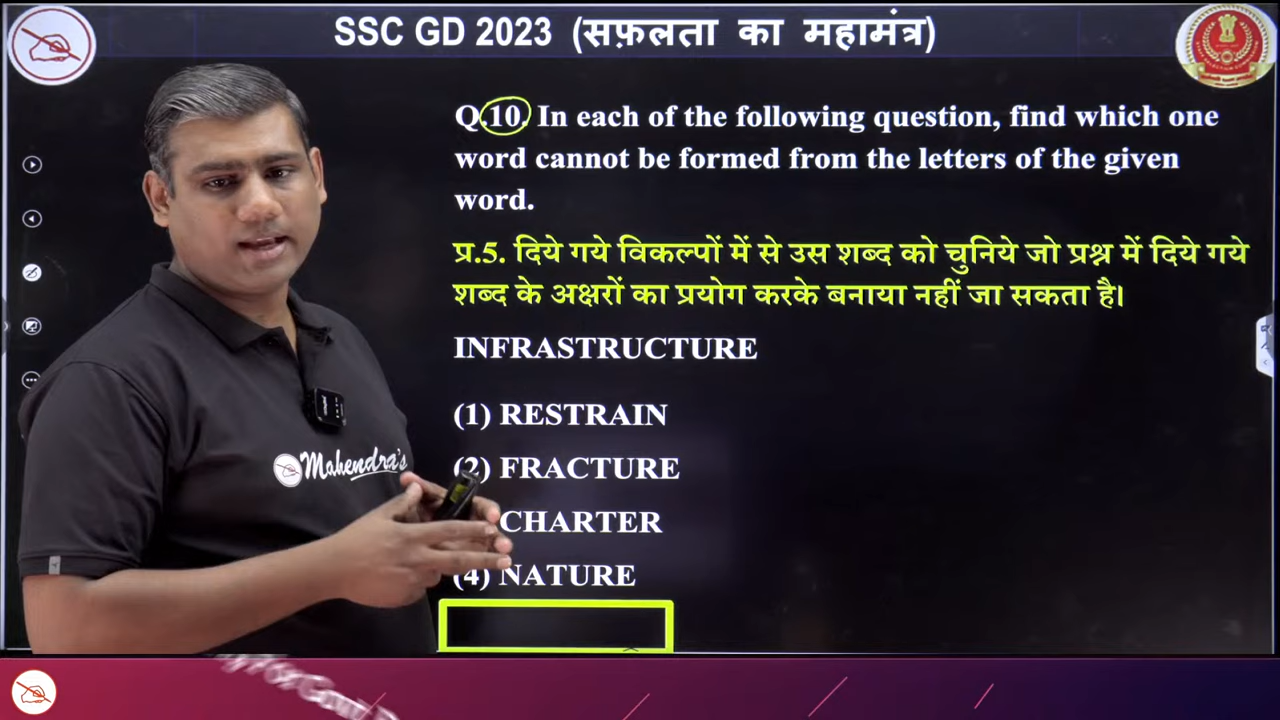 SSC GD 2023 (सफ़लता का महामंत्र)
Q.10. In each of the following question, find which one
word cannot be formed from the letters of the given
word.
प्र.5. दिये गये विकल्पों में से उस शब्द को चुनिये जो प्रश्न में दिये गये
शब्द के अक्षरों का प्रयोग करके बनाया नहीं जा सकता है।
INFRASTRUCTURE
(1) RESTRAIN
(2) FRACTURE
CHARTER
(4) NATURE
Mahendra's